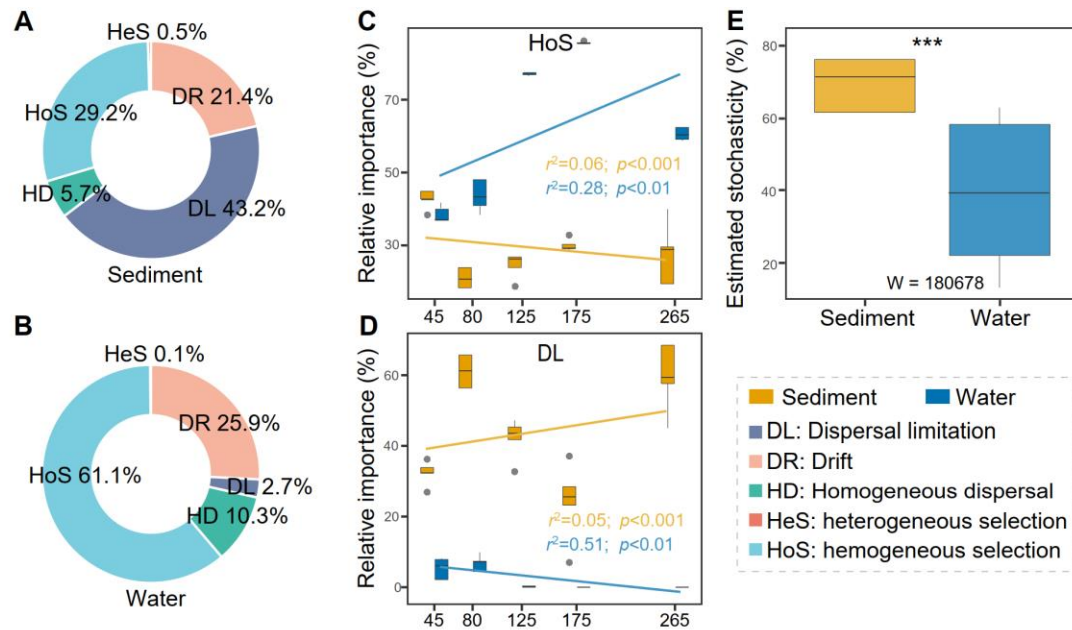 A
HeS 0.5%
DR 21.4%
HoS 29.2%
HD 5.7%
DL 43.2%
Sediment
B
HeS 0.1%
DR 25.9%
HoS 61.1%
DL 2.7%
HD 10.3%
Water
C
HoS
Relative importance (%)
70
30
r²=0.06; p<0.001
r²=0.28; p<0.01
45 80 125 175 265
D
DL
Relative importance (%)
60
40
20
0
r²=0.05; p<0.001
r²=0.51; p<0.01
45 80 125 175 265
E
Estimated stochasticity (%)
80
60
40
20
***
W = 180678
Sediment Water
Sediment Water
DL: Dispersal limitation
DR: Drift
HD: Homogeneous dispersal
HeS: heterogeneous selection
HoS: hemogeneous selection